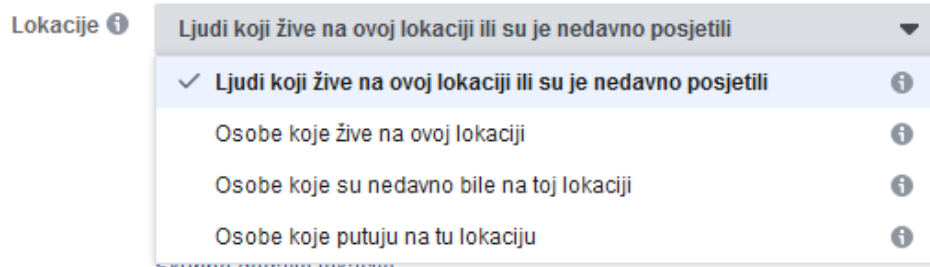 Lokacije
Ljudi koji žive na ovoj lokaciji ili su je nedavno posjetili
Ljudi koji žive na ovoj lokaciji ili su je nedavno posjetili
Osobe koje žive na ovoj lokaciji
Osobe koje su nedavno bile na toj lokaciji
Osobe koje putuju na tu lokaciju